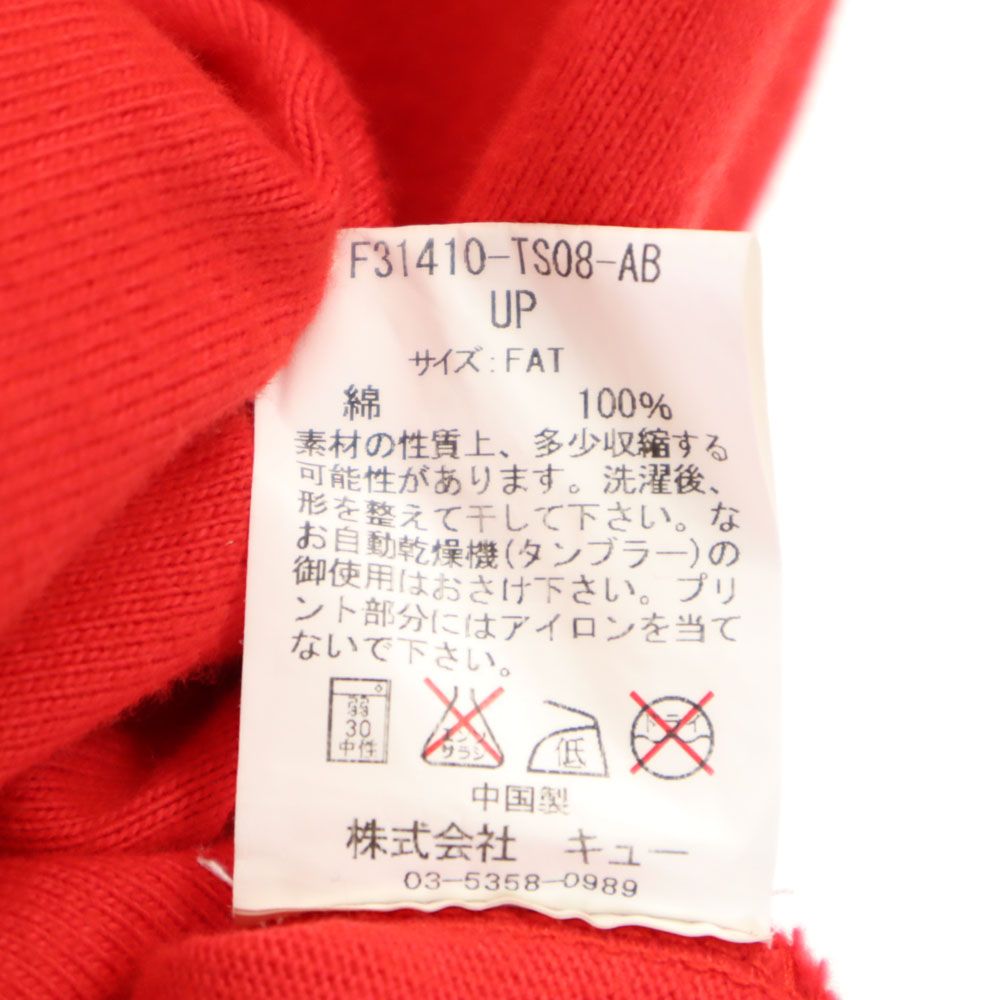 F31410-TS08-AB
UP
サイズ:FAT
綿 100%
素材の性質上、多少収縮する
可能性があります。洗濯後、
形を整えて干して下さい。な
お自動乾燥機(タンブラー)の
御使用はおさけ下さい。プリ
ント部分にはアイロンを当て
ないで下さい。
弱 30 中性
エンソ サラシ
低
ドライ
中国製
株式会社 キュー
03-5358-0989